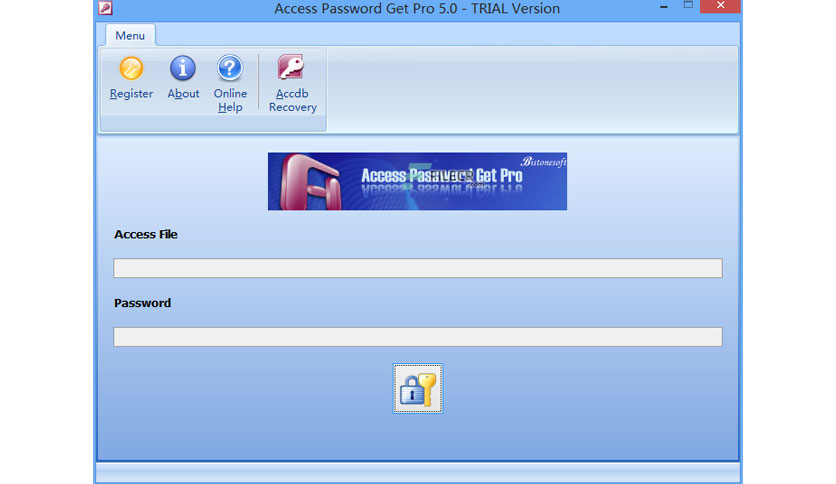 Access Password Get Pro 5.0 - TRIAL Version
Menu
Register
About
Online
Help
Accdb
Recovery
Bistonesoft
Access Password Get Pro
FILECR
Access File
Password